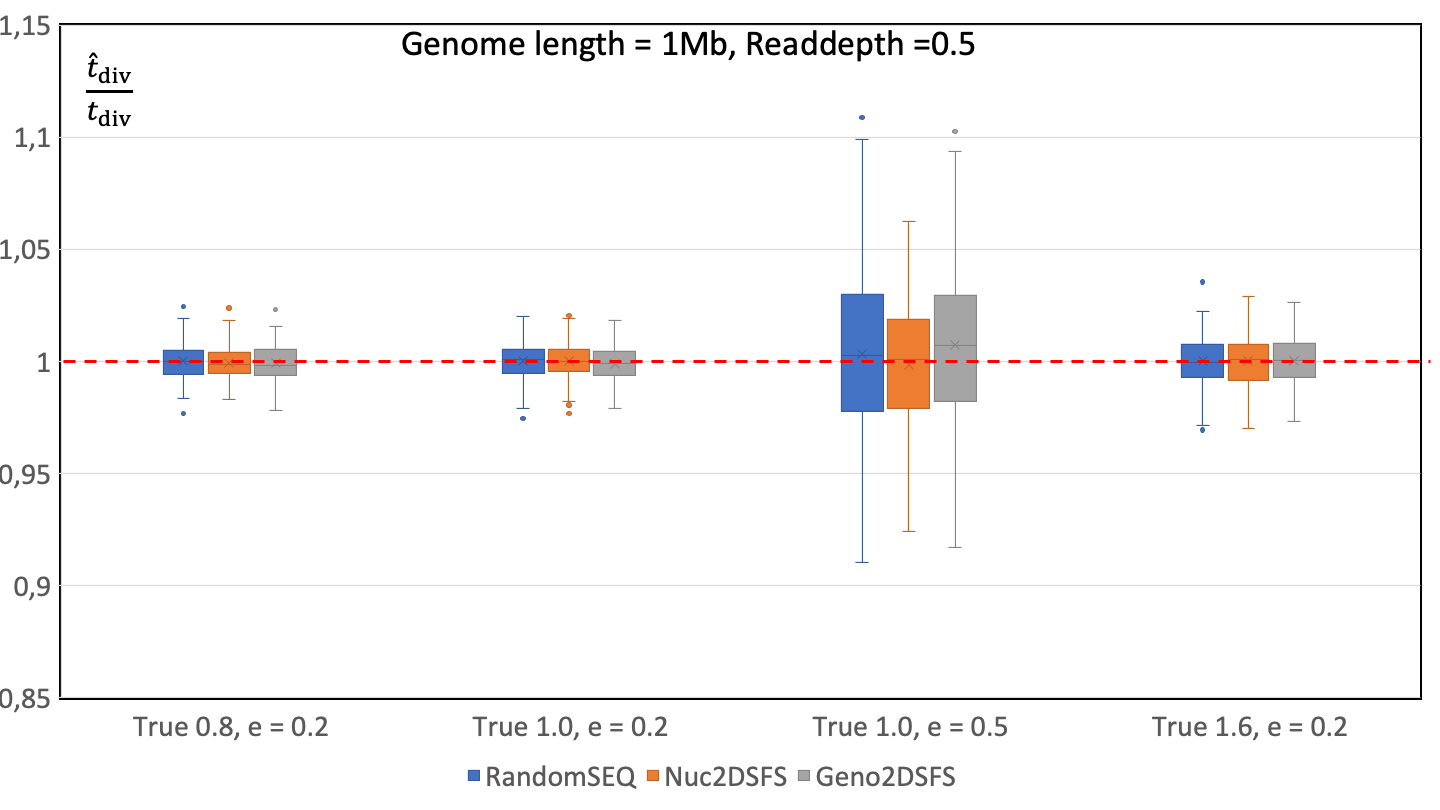 Genome length = 1Mb, Readdepth =0.5
t̂div
tdiv
1,15
1,1
1,05
1
0,95
0,9
0,85
True 0.8, e = 0.2
True 1.0, e = 0.2
True 1.0, e = 0.5
True 1.6, e = 0.2
RandomSEQ Nuc2DSFS Geno2DSFS